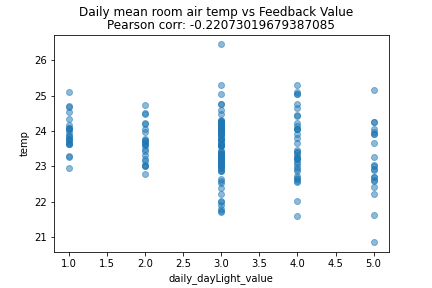 Daily mean room air temp vs Feedback Value
Pearson corr: -0.22073019679387085
26
25
24
23
22
21
temp
1.0 1.5 2.0 2.5 3.0 3.5 4.0 4.5 5.0
daily_dayLight_value